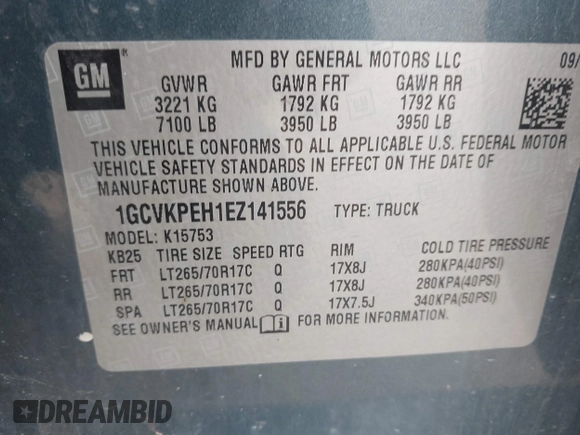 GM
MFD BY GENERAL MOTORS LLC 09/
GVWR GAWR FRT GAWR RR
3221 KG 1792 KG 1792 KG
7100 LB 3950 LB 3950 LB
THIS VEHICLE CONFORMS TO ALL APPLICABLE U.S. FEDERAL MOTOR
VEHICLE SAFETY STANDARDS IN EFFECT ON THE DATE OF
MANUFACTURE SHOWN ABOVE.
1GCVKPEH1EZ141556 TYPE: TRUCK
MODEL: K15753
KB25 TIRE SIZE SPEED RTG RIM COLD TIRE PRESSURE
FRT LT265/70R17C Q 17X8J 280KPA(40PSI)
RR LT265/70R17C Q 17X8J 280KPA(40PSI)
SPA LT265/70R17C Q 17X7.5J 340KPA(50PSI)
SEE OWNER'S MANUAL FOR MORE INFORMATION.
DREAMBID